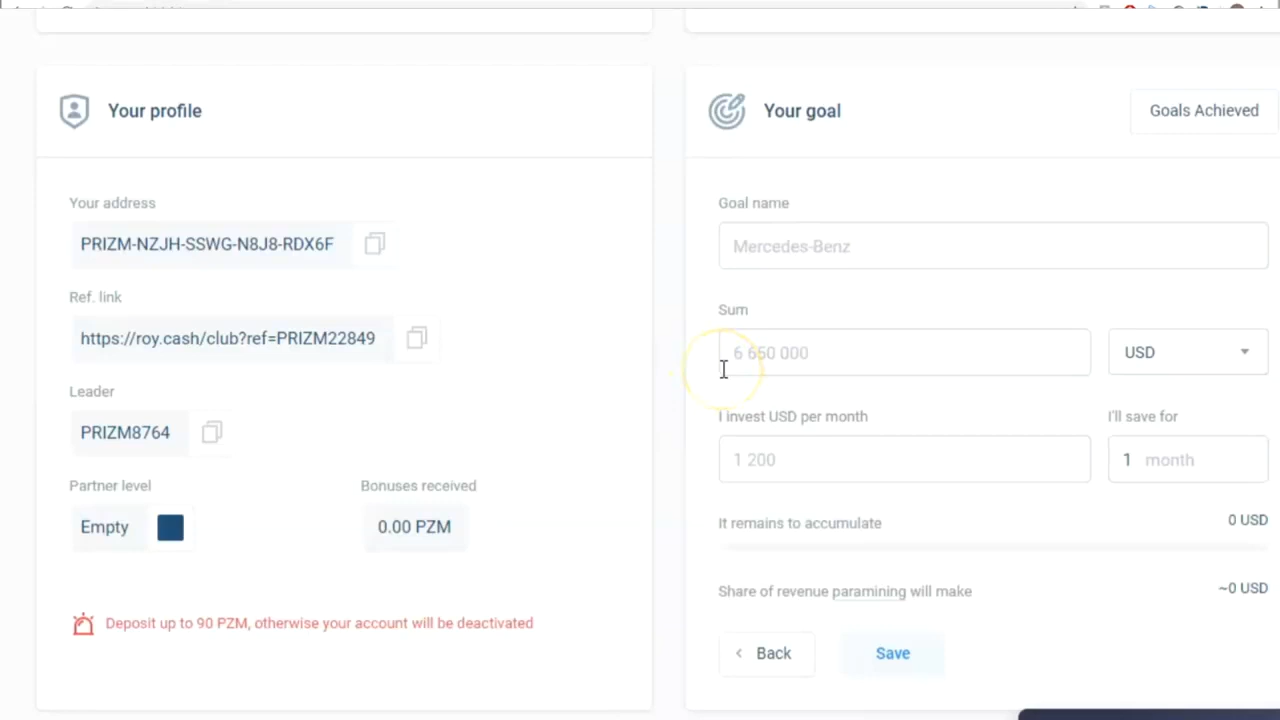 Your profile
Your address
PRIZM-NZJH-SSWG-N8J8-RDX6F
Ref. link
https://roy.cash/club?ref=PRIZM22849
Leader
PRIZM8764
Partner level
Bonuses received
Empty
0.00 PZM
Deposit up to 90 PZM, otherwise your account will be deactivated
Your goal
Goals Achieved
Goal name
Mercedes-Benz
Sum
6 650 000
USD
I invest USD per month
I'll save for
1 200
1 month
It remains to accumulate
0 USD
Share of revenue paramining will make
~0 USD
Back
Save